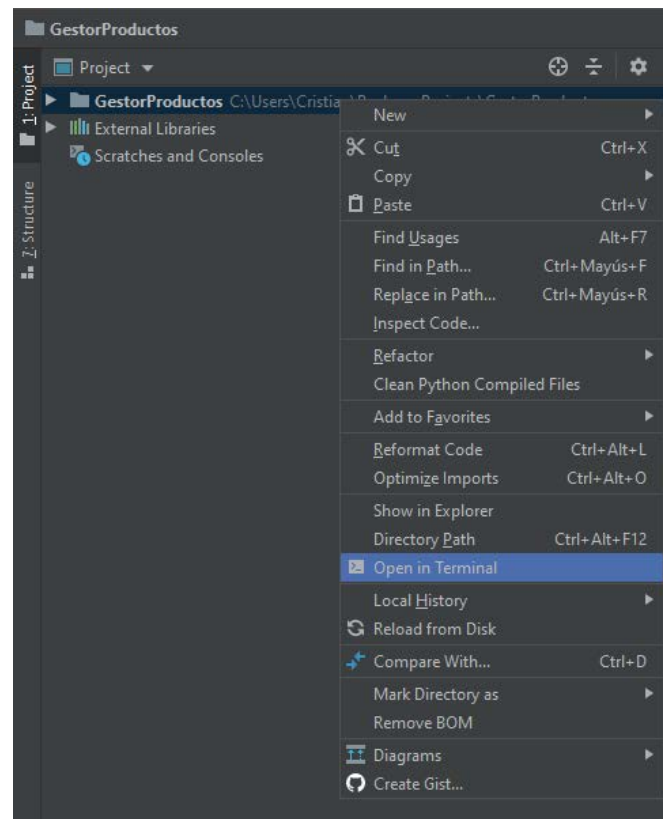 GestorProductos
Project
1: Project
7: Structure
GestorProductos C:\Users\Cristia
External Libraries
Scratches and Consoles
New
Cut Ctrl+X
Copy
Paste Ctrl+V
Find Usages Alt+F7
Find in Path... Ctrl+Mayús+F
Replace in Path... Ctrl+Mayús+R
Inspect Code...
Refactor
Clean Python Compiled Files
Add to Favorites
Reformat Code Ctrl+Alt+L
Optimize Imports Ctrl+Alt+O
Show in Explorer
Directory Path Ctrl+Alt+F12
Open in Terminal
Local History
Reload from Disk
Compare With... Ctrl+D
Mark Directory as
Remove BOM
Diagrams
Create Gist...